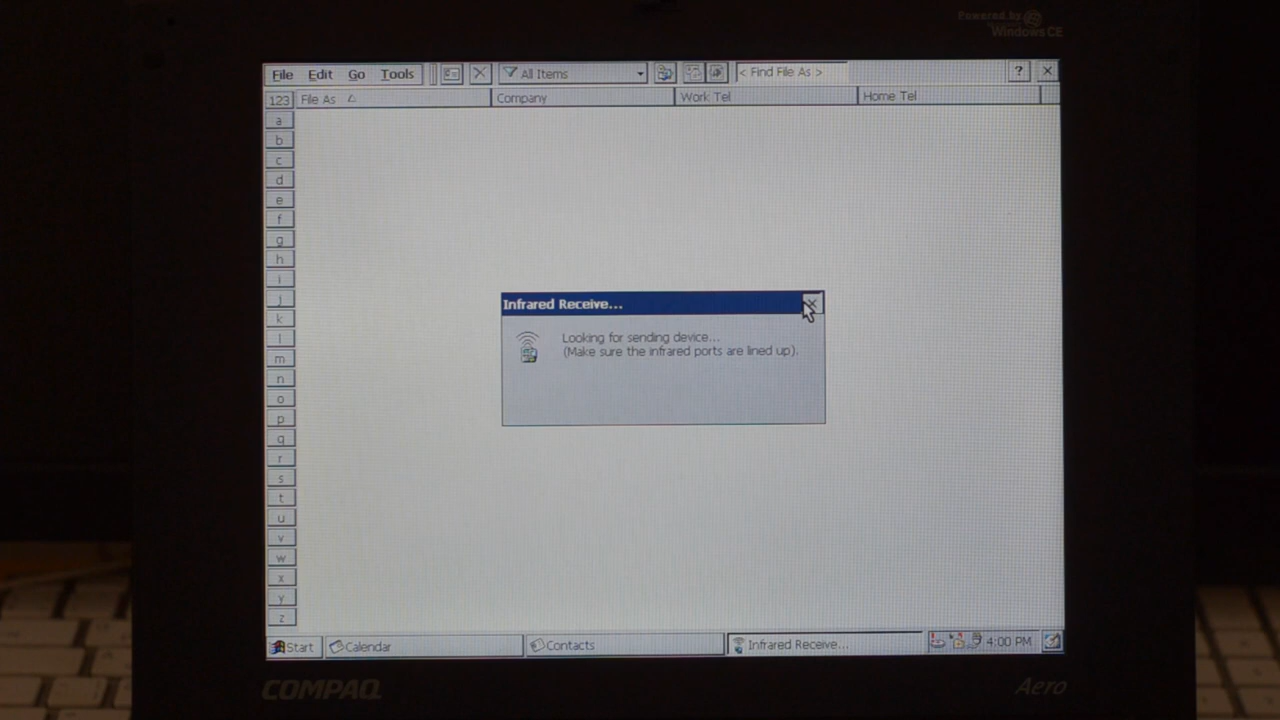 Powered by
Windows CE
File Edit Go Tools All Items < Find File As > ?
123 File As Company Work Tel Home Tel
a
b
c
d
e
f
g
h
i
j
k
l
m
n
o
p
q
r
s
t
u
v
w
x
y
z
Infrared Receive...
Looking for sending device...
(Make sure the infrared ports are lined up).
Start Calendar Contacts Infrared Receive... 4:00 PM
COMPAQ Aero